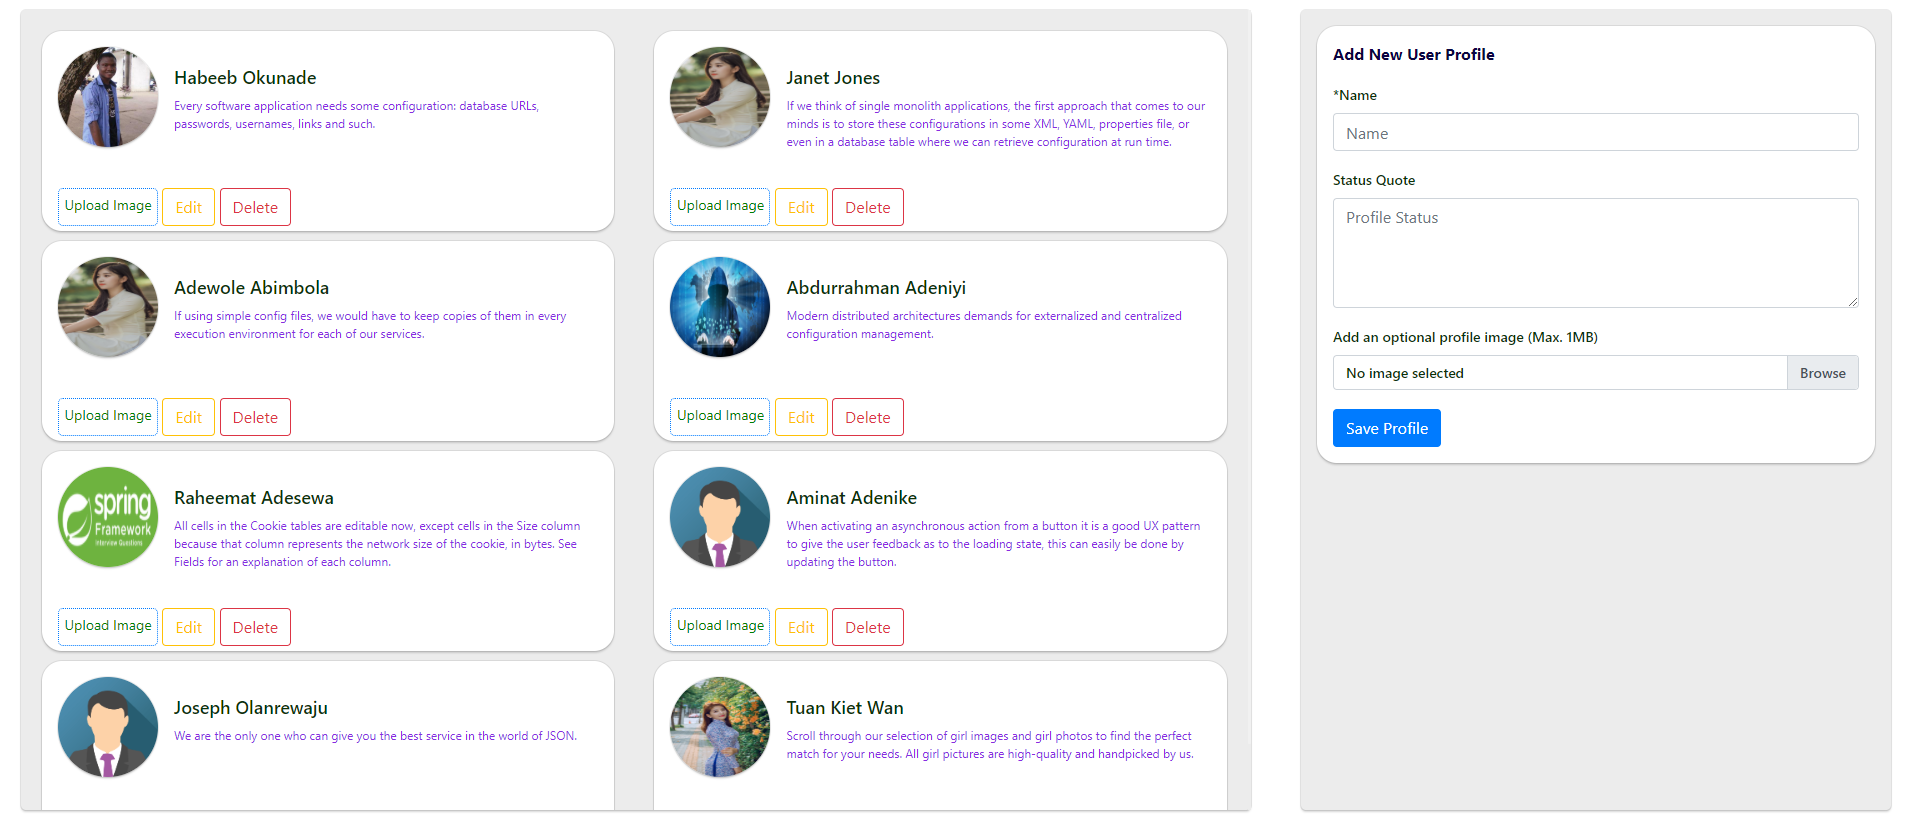 Habeeb Okunade
Every software application needs some configuration: database URLs,
passwords, usernames, links and such.
Upload Image Edit Delete
Janet Jones
If we think of single monolith applications, the first approach that comes to our
minds is to store these configurations in some XML, YAML, properties file, or
even in a database table where we can retrieve configuration at run time.
Upload Image Edit Delete
Adewole Abimbola
If using simple config files, we would have to keep copies of them in every
execution environment for each of our services.
Upload Image Edit Delete
Abdurrahman Adeniyi
Modern distributed architectures demands for externalized and centralized
configuration management.
Upload Image Edit Delete
spring
Framework
Interview Questions
Raheemat Adesewa
All cells in the Cookie tables are editable now, except cells in the Size column
because that column represents the network size of the cookie, in bytes. See
Fields for an explanation of each column.
Upload Image Edit Delete
Aminat Adenike
When activating an asynchronous action from a button it is a good UX pattern
to give the user feedback as to the loading state, this can easily be done by
updating the button.
Upload Image Edit Delete
Joseph Olanrewaju
We are the only one who can give you the best service in the world of JSON.
Tuan Kiet Wan
Scroll through our selection of girl images and girl photos to find the perfect
match for your needs. All girl pictures are high-quality and handpicked by us.
Add New User Profile
*Name
Name
Status Quote
Profile Status
Add an optional profile image (Max. 1MB)
No image selected Browse
Save Profile